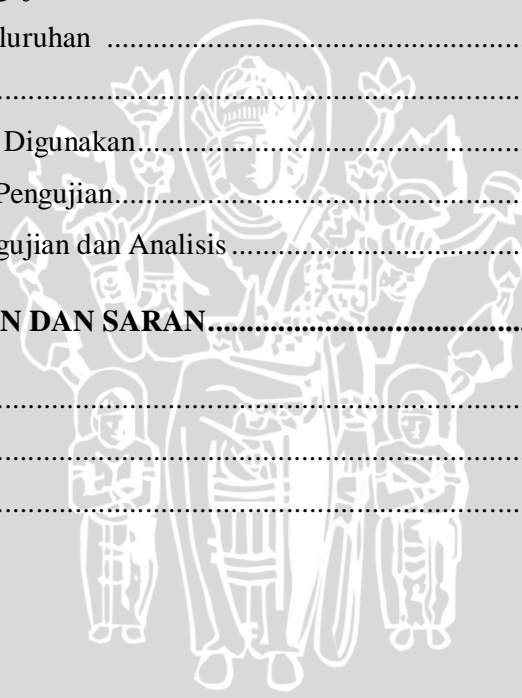 luruhan ..........................................................
..........................................................................
Digunakan......................................................
Pengujian.........................................................
gujian dan Analisis ..........................................
N DAN SARAN..........................................
..........................................................................
..........................................................................
..........................................................................